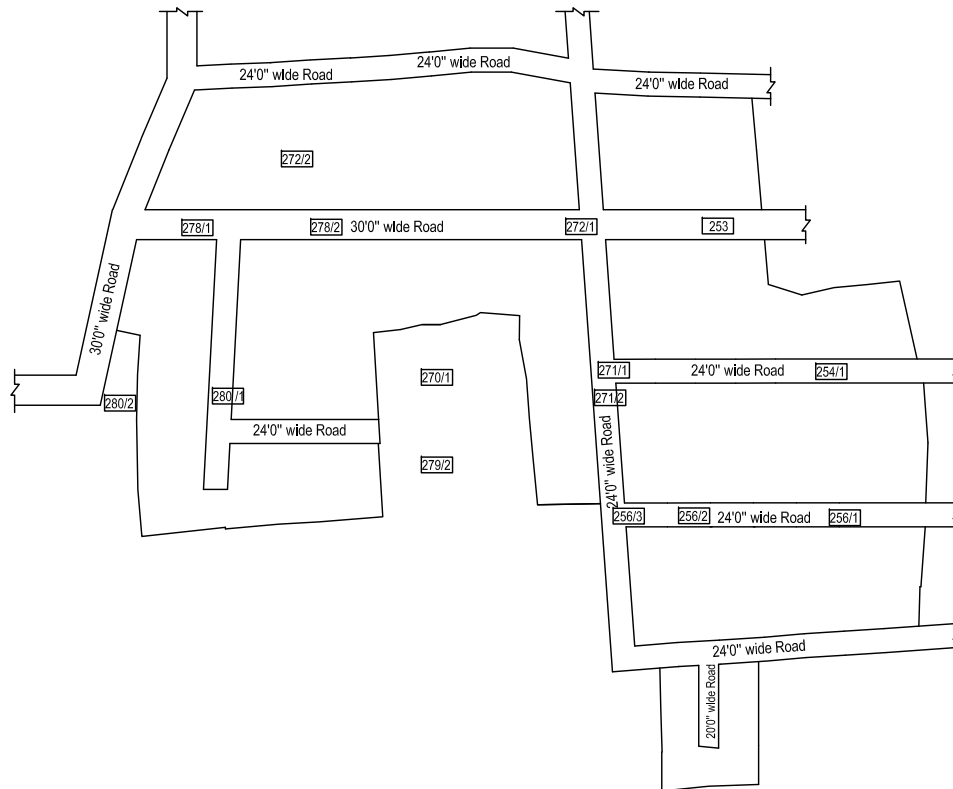 24'0" wide Road
24'0" wide Road
24'0" wide Road
272/2
278/1
278/2
30'0" wide Road
272/1
253
30'0" wide Road
271/1
24'0" wide Road
254/1
270/1
280/2
280 /1
271/2
24'0" wide Road
24'0" wide Road
279/2
256/3
256/2
24'0" wide Road
256/1
24'0" wide Road
20'0" wide Road